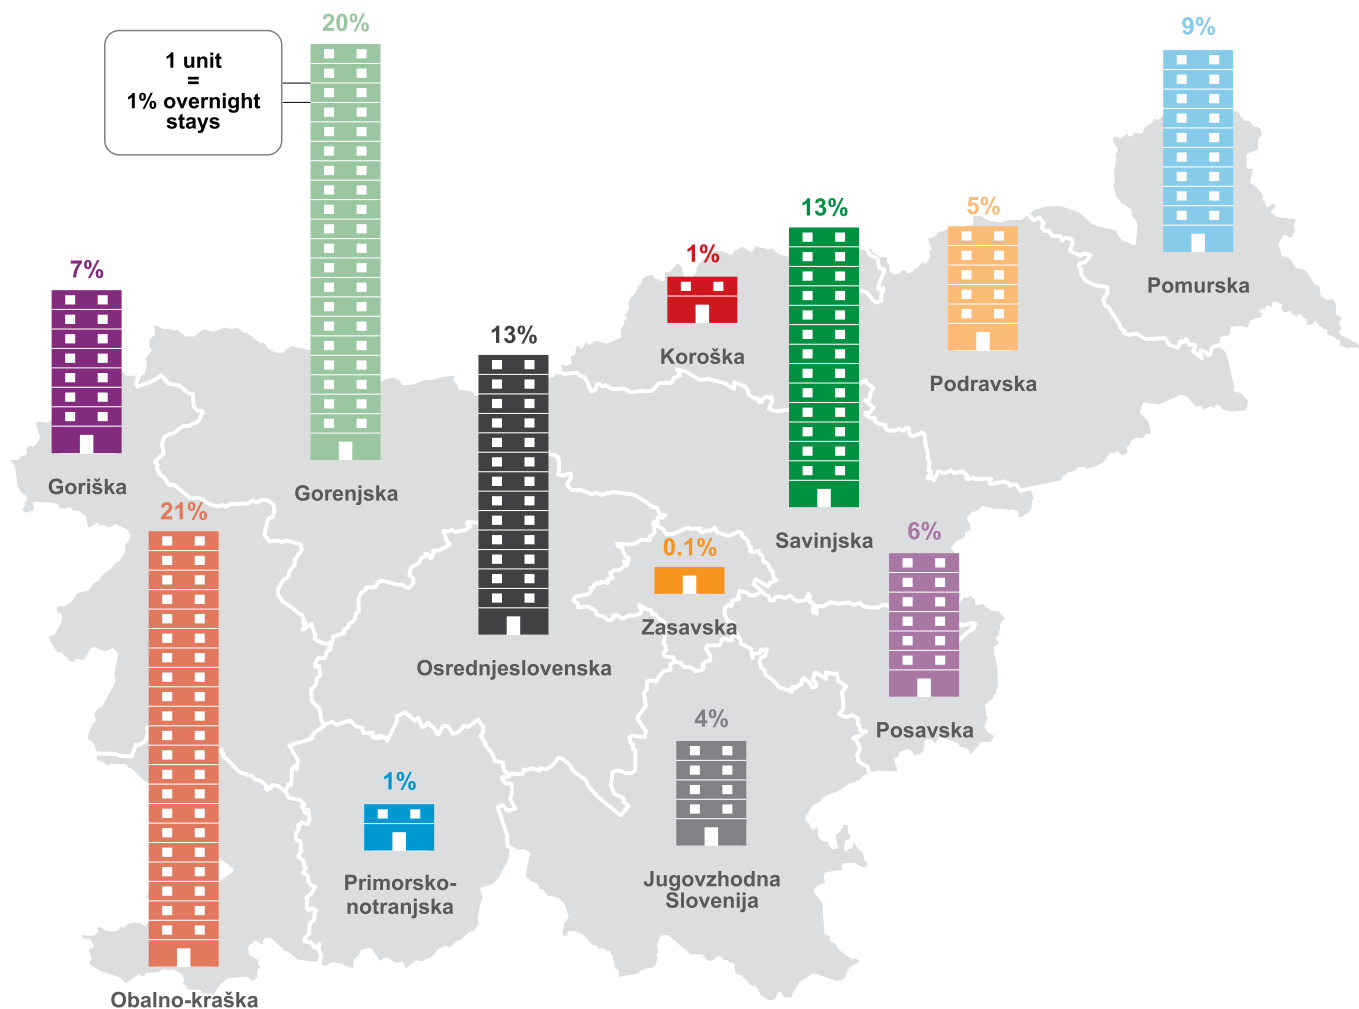 1 unit
=
1% overnight
stays
20%
Gorenjska
9%
Pomurska
7%
Goriška
13%
Osrednjeslovenska
1%
Koroška
13%
Savinjska
5%
Podravska
21%
Obalno-kraška
0.1%
Zasavska
6%
Posavska
4%
Jugovzhodna
Slovenija
1%
Primorsko-
notranjska